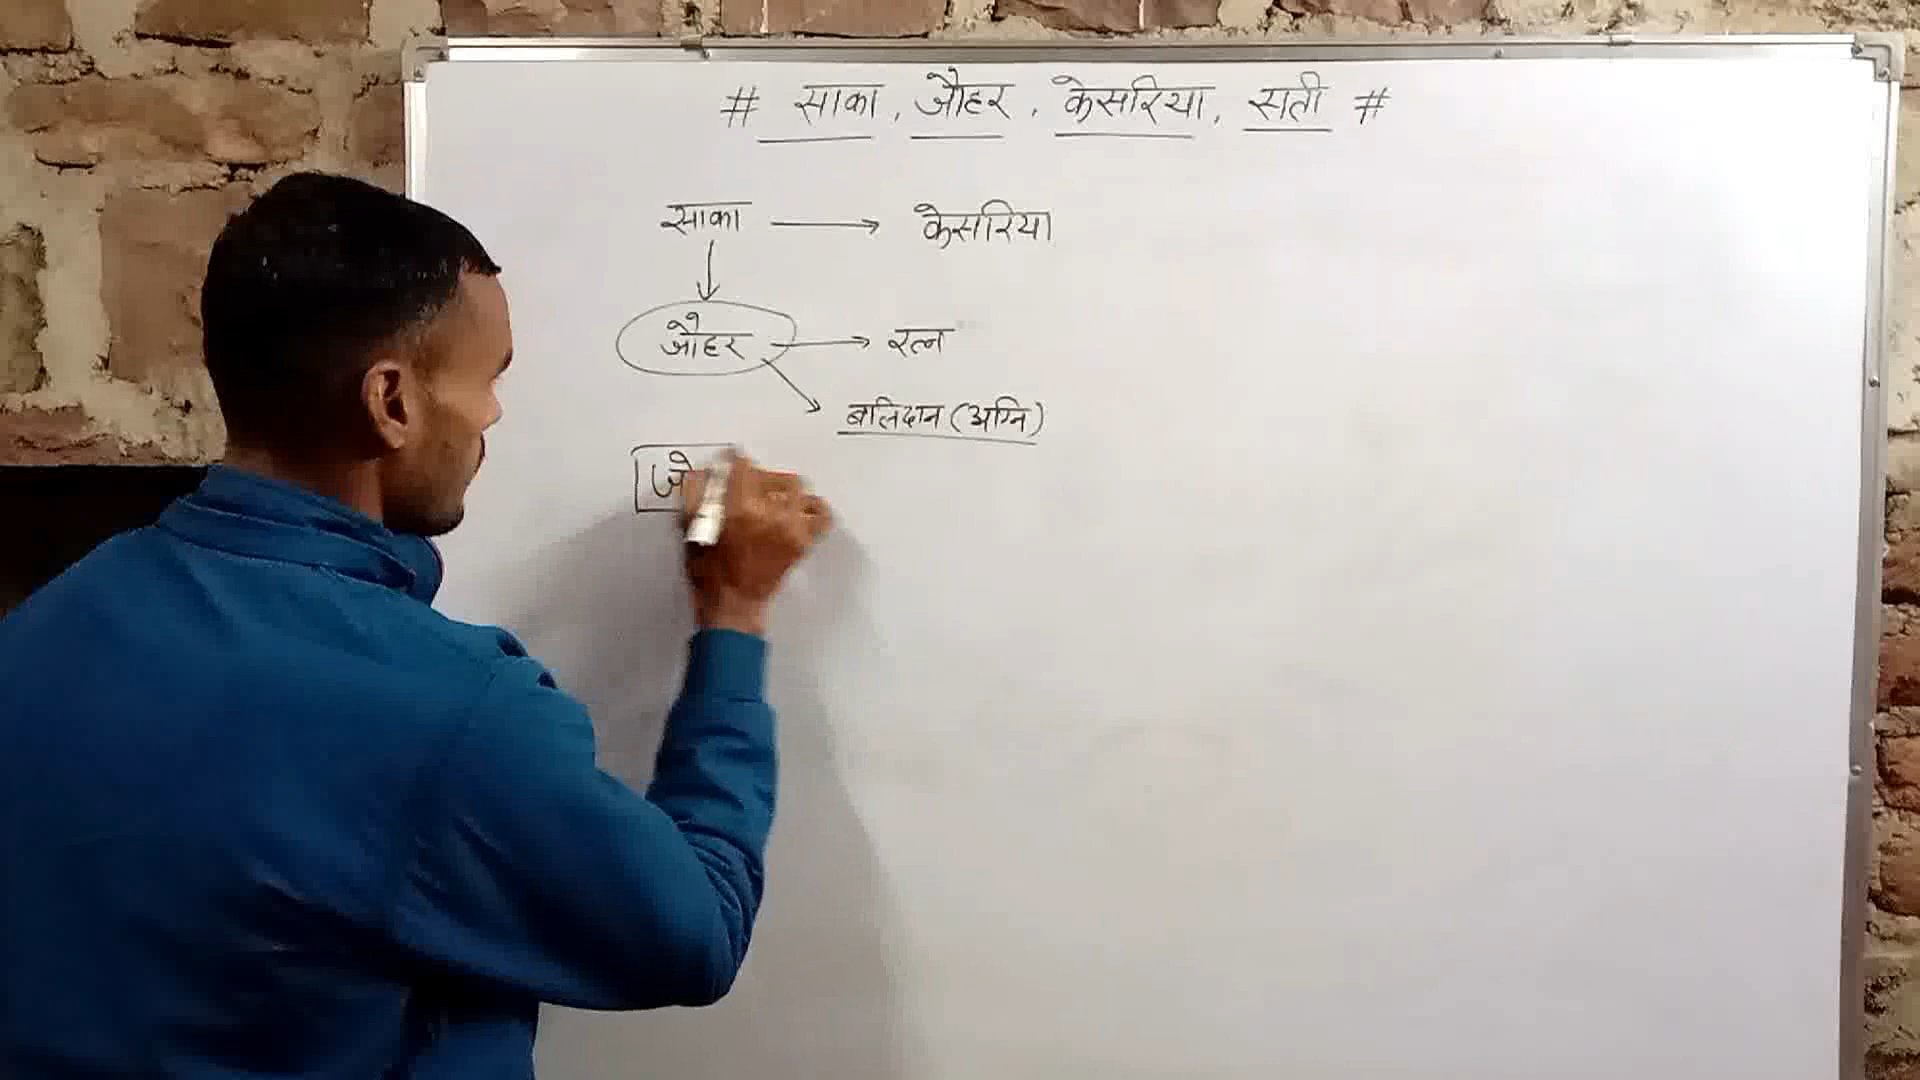 # साका, जौहर, केसरिया, सती #
साका → केसरिया
↓
जौहर → रत्न
↘ बलिदान (अग्नि)